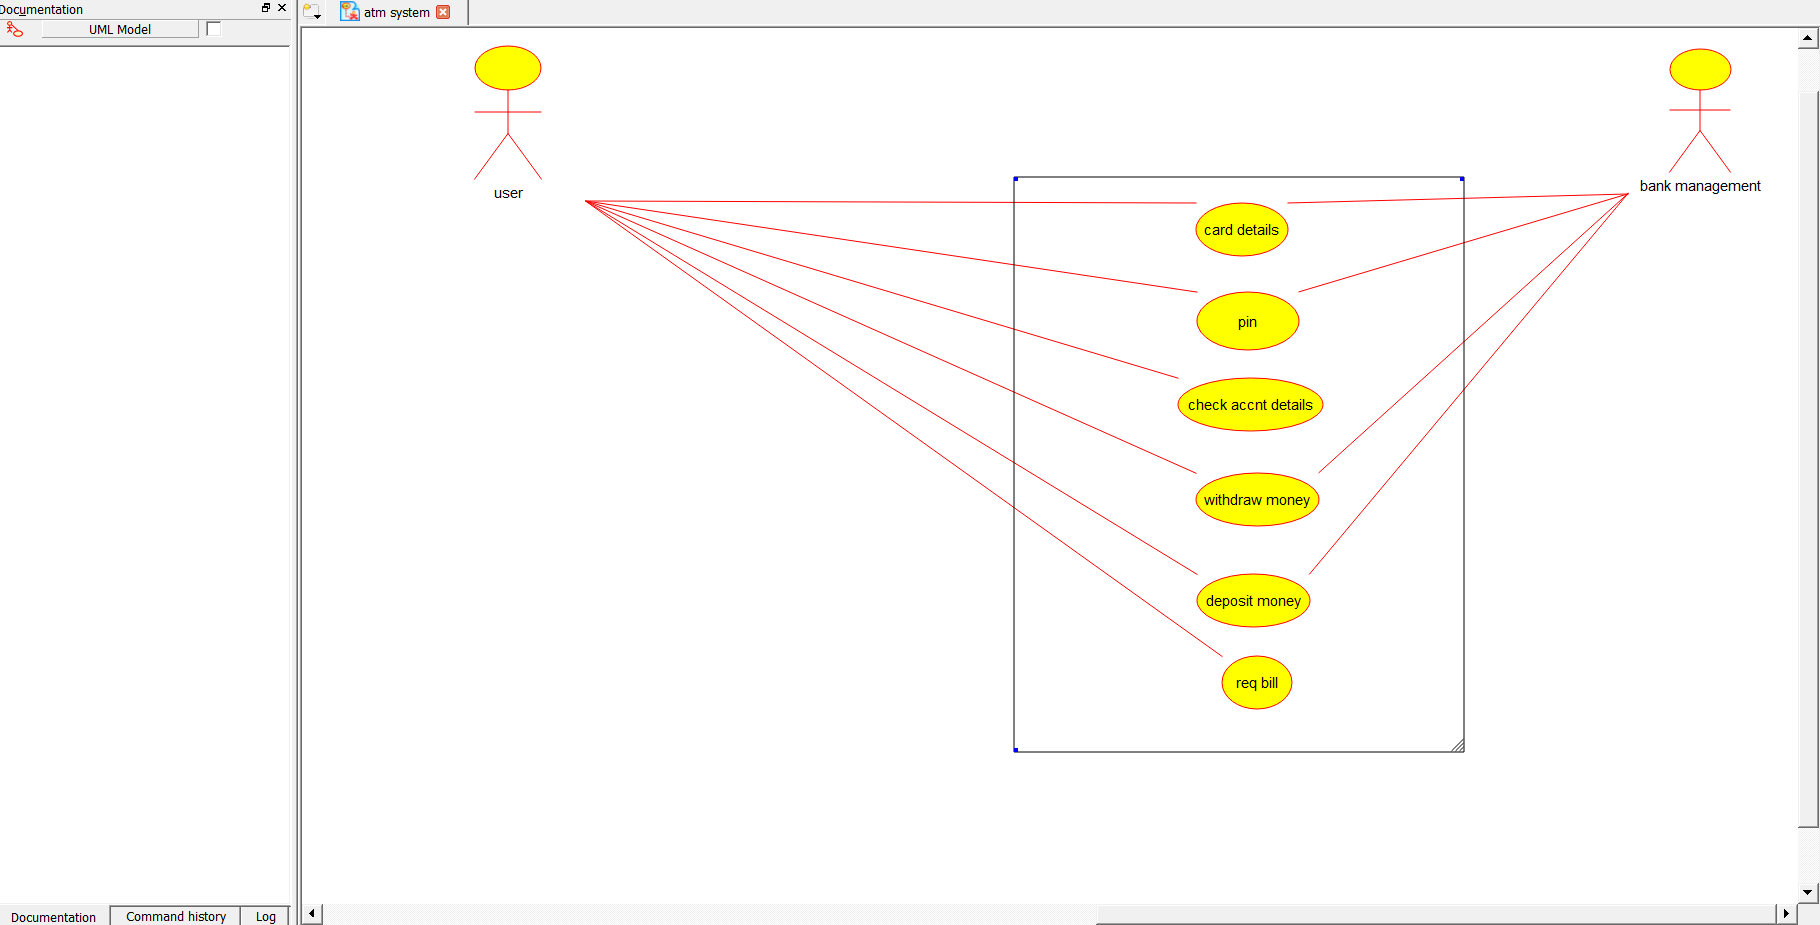 Documentation
UML Model
atm system
user
bank management
card details
pin
check accnt details
withdraw money
deposit money
req bill
Documentation
Command history
Log